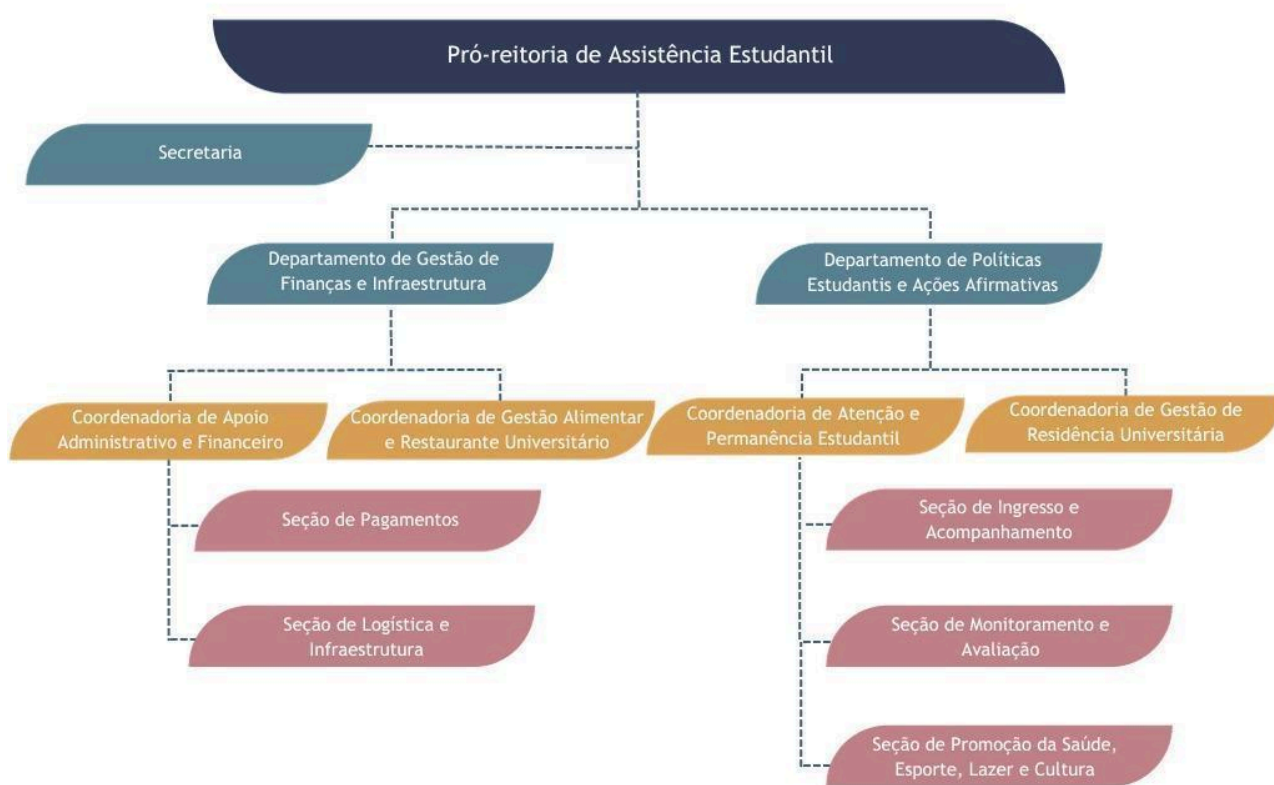 Pró-reitoria de Assistência Estudantil
Secretaria
Departamento de Gestão de
Finanças e Infraestrutura
Departamento de Políticas
Estudantis e Ações Afirmativas
Coordenadoria de Apoio
Administrativo e Financeiro
Coordenadoria de Gestão Alimentar
e Restaurante Universitário
Coordenadoria de Atenção e
Permanência Estudantil
Coordenadoria de Gestão de
Residência Universitária
Seção de Pagamentos
Seção de Logística e
Infraestrutura
Seção de Ingresso e
Acompanhamento
Seção de Monitoramento e
Avaliação
Seção de Promoção da Saúde,
Esporte, Lazer e Cultura